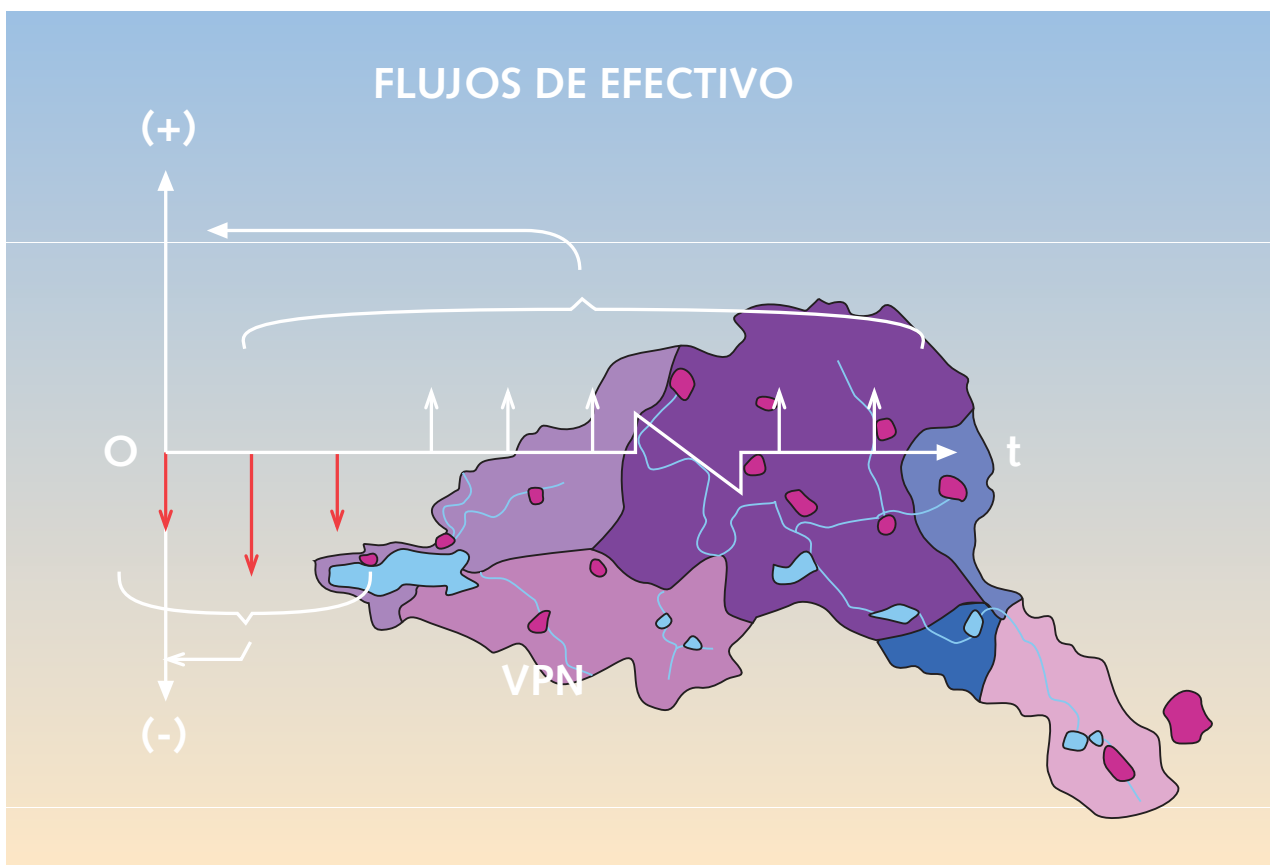 FLUJOS DE EFECTIVO
(+)
O
t
VPN
(-)